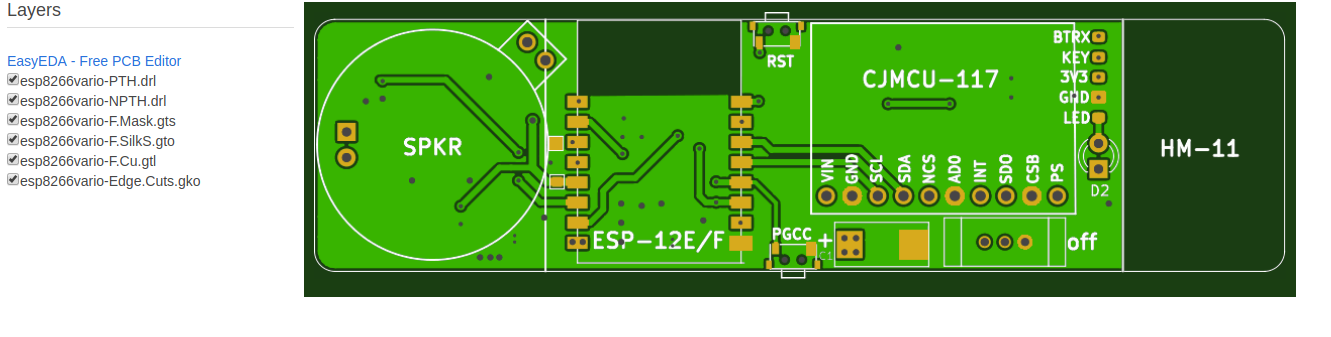 Layers
EasyEDA - Free PCB Editor
esp8266vario-PTH.drl
esp8266vario-NPTH.drl
esp8266vario-F.Mask.gts
esp8266vario-F.SilkS.gto
esp8266vario-F.Cu.gtl
esp8266vario-Edge.Cuts.gko
SPKR
RST
CJMCU-117
BTRX
KEY
3V3
GND
LED
HM-11
VIN
GND
SCL
SDA
NCS
AD0
INT
SDO
CSB
PS
D2
ESP-12E/F
PGCC
+
C1
off